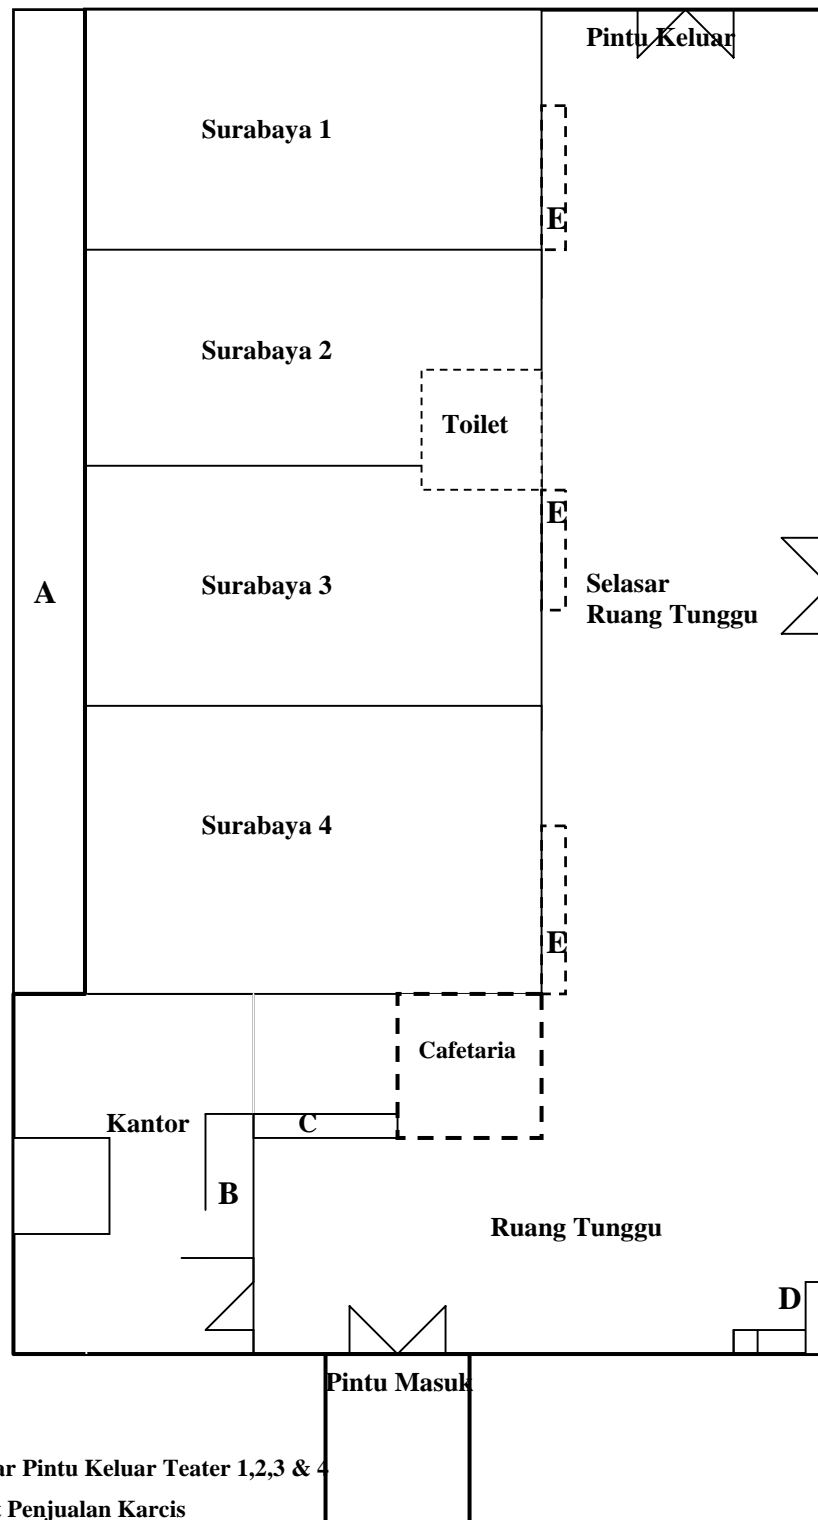 Pintu Keluar
Surabaya 1
E
Surabaya 2
Toilet
E
A
Surabaya 3
Selasar
Ruang Tunggu
Surabaya 4
E
Cafetaria
Kantor
C
B
Ruang Tunggu
D
Pintu Masuk
Pintu Keluar Teater 1,2,3 & 4
Penjualan Karcis